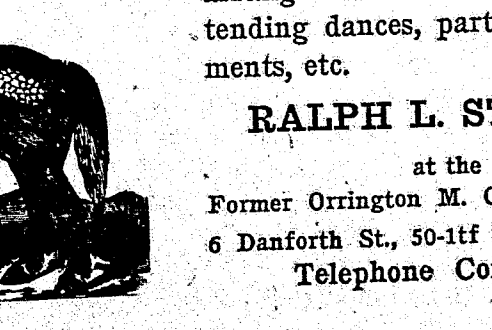 tending dances, part
ments, etc.
RALPH L. S
at the
Former Orrington M.
6 Danforth St., 50-1tf
Telephone Co